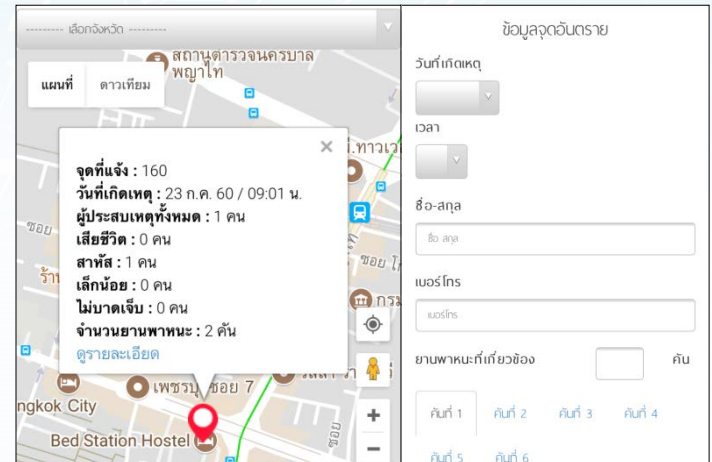 --------- เลือกจังหวัด ---------
สถานีตำรวจนครบาล
พญาไท
แผนที่ ดาวเทียม
จุดที่แจ้ง : 160
วันที่เกิดเหตุ : 23 ก.ค. 60 / 09:01 น.
ผู้ประสบเหตุทั้งหมด : 1 คน
เสียชีวิต : 0 คน
สาหัส : 1 คน
เล็กน้อย : 0 คน
ไม่บาดเจ็บ : 0 คน
จำนวนยานพาหนะ : 2 คัน
ดูรายละเอียด
ซอย
ซอย
เพชรบุ ซอย 7
ngkok City
Bed Station Hostel
ข้อมูลจุดอันตราย
วันที่เกิดเหตุ
เวลา
ชื่อ-สกุล
ชื่อ สกุล
เบอร์โทร
เบอร์โทร
ยานพาหนะที่เกี่ยวข้อง คัน
คันที่ 1 คันที่ 2 คันที่ 3 คันที่ 4
คันที่ 5 คันที่ 6